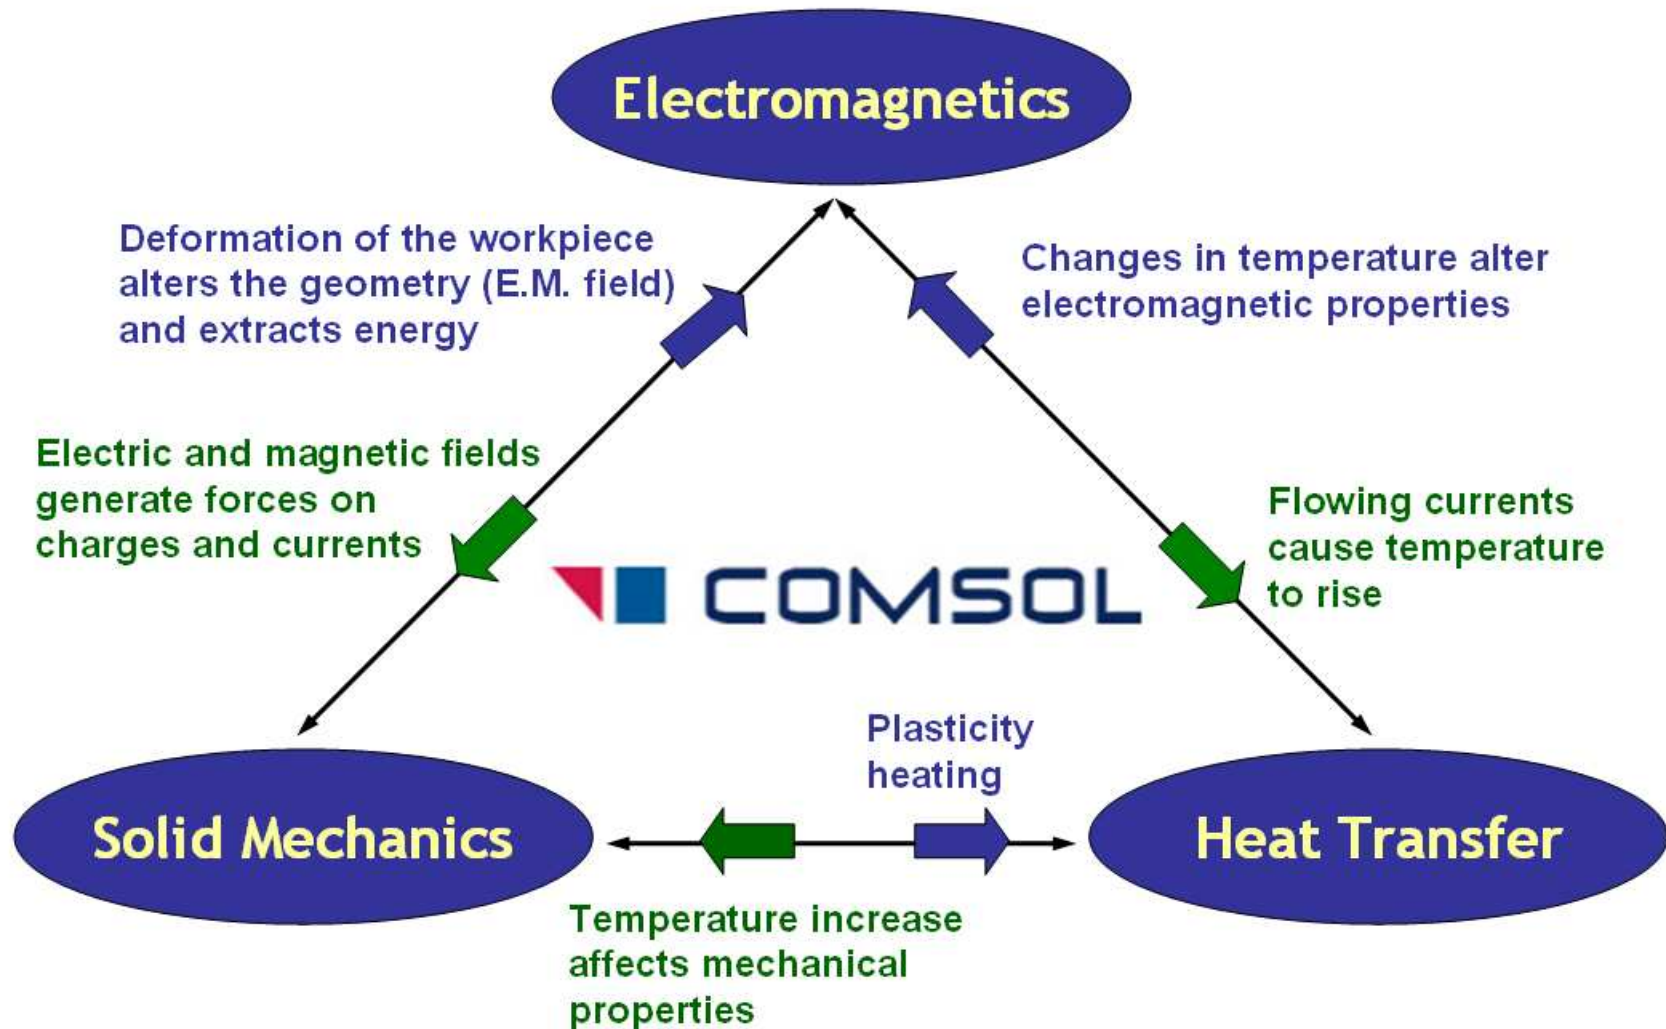 Electromagnetics
Deformation of the workpiece
alters the geometry (E.M. field)
and extracts energy
Changes in temperature alter
electromagnetic properties
Electric and magnetic fields
generate forces on
charges and currents
Flowing currents
cause temperature
to rise
COMSOL
Plasticity
heating
Solid Mechanics
Heat Transfer
Temperature increase
affects mechanical
properties